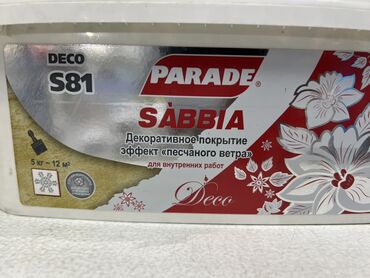 DECO
S81
PARADE®
SABBIA
Декоративное покрытие
эффект «песчаного ветра»
для внутренних работ
5 кг – 12 м²
Deco